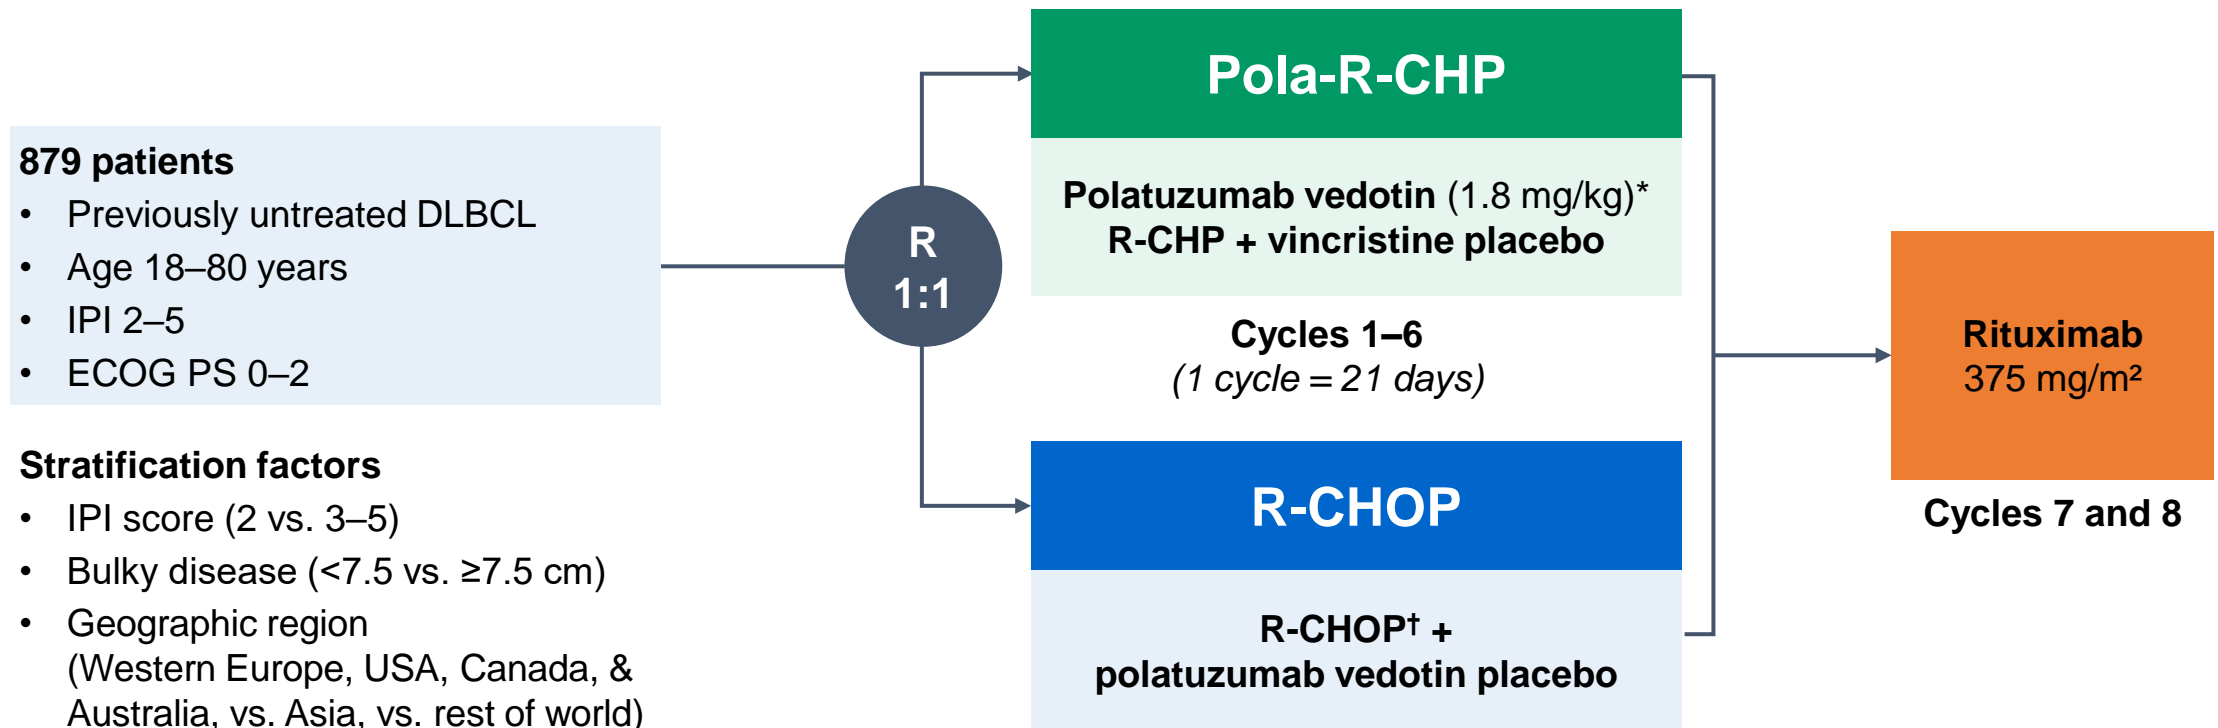 879 patients
• Previously untreated DLBCL
• Age 18–80 years
• IPI 2–5
• ECOG PS 0–2
Stratification factors
• IPI score (2 vs. 3–5)
• Bulky disease (<7.5 vs. ≥7.5 cm)
• Geographic region
(Western Europe, USA, Canada, &
Australia, vs. Asia, vs. rest of world)
R
1:1
Pola-R-CHP
Polatuzumab vedotin (1.8 mg/kg)*
R-CHP + vincristine placebo
Cycles 1–6
(1 cycle = 21 days)
R-CHOP
R-CHOP† +
polatuzumab vedotin placebo
Rituximab
375 mg/m²
Cycles 7 and 8